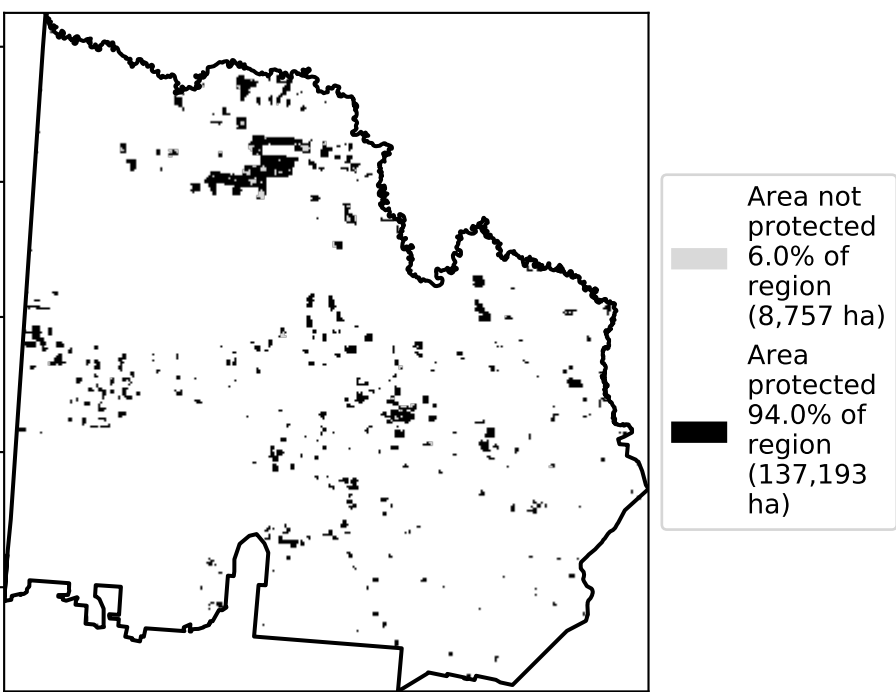 Area not
protected
6.0% of
region
(8,757 ha)
Area
protected
94.0% of
region
(137,193
ha)